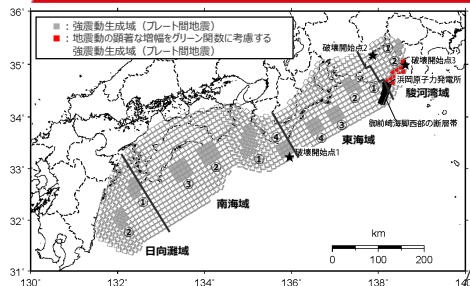 ：強震動生成域（プレート間地震）
：地震動の顕著な増幅をグリーン関数に考慮する
強震動生成域（プレート間地震）
36°
35°
34°
33°
32°
31°
破壊開始点2
破壊開始点3
浜岡原子力発電所
駿河湾域
御前崎海脚西部の断層帯
東海域
破壊開始点1
南海域
日向灘域
②
①
②
③
④
④
①
②
③
①
②
km
0 100 200
130° 132° 134° 136° 138° 140°